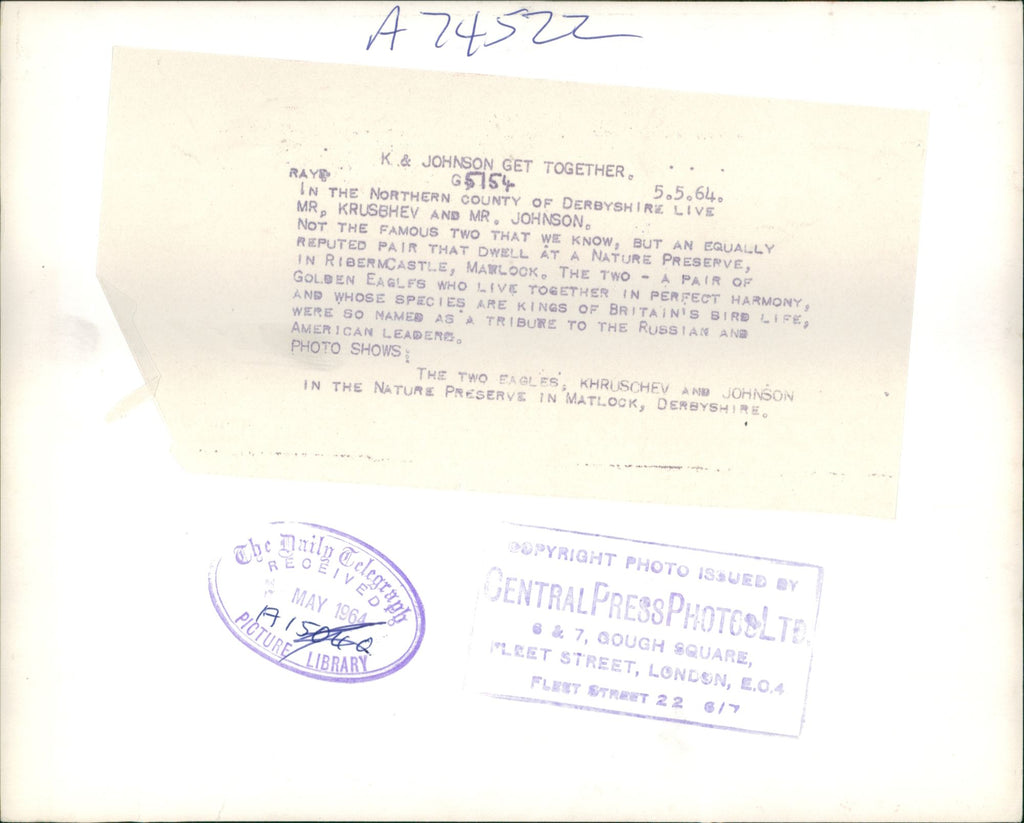 A74522
K & JOHNSON GET TOGETHER.
RAY G5154 5.5.64.
IN THE NORTHERN COUNTY OF DERBYSHIRE LIVE
MR. KRUSBHEV AND MR. JOHNSON.
NOT THE FAMOUS TWO THAT WE KNOW, BUT AN EQUALLY
REPUTED PAIR THAT DWELL AT A NATURE PRESERVE,
IN RIBERMCASTLE, MATLOCK. THE TWO - A PAIR OF
GOLDEN EAGLES WHO LIVE TOGETHER IN PERFECT HARMONY,
AND WHOSE SPECIES ARE KINGS OF BRITAIN'S BIRD LIFE,
WERE SO NAMED AS A TRIBUTE TO THE RUSSIAN AND
AMERICAN LEADERS.
PHOTO SHOWS:
THE TWO EAGLES, KHRUSCHEV AND JOHNSON
IN THE NATURE PRESERVE IN MATLOCK, DERBYSHIRE.
The Daily Telegraph
RECEIVED
MAY 1964
PICTURE LIBRARY
COPYRIGHT PHOTO ISSUED BY
CENTRAL PRESS PHOTOS LTD.
6 & 7, GOUGH SQUARE,
FLEET STREET, LONDON, E.C.4
FLEET STREET 22 6/7